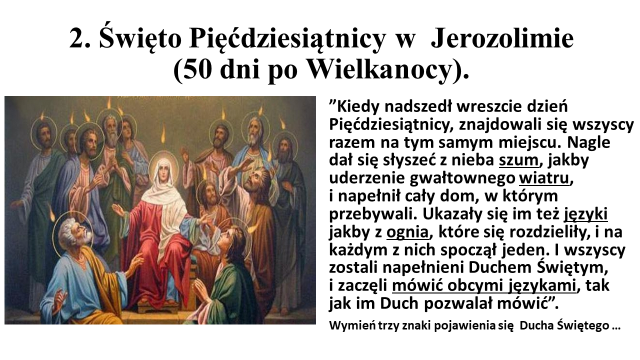 2. Święto Pięćdziesiątnicy w Jerozolimie
(50 dni po Wielkanocy).
”Kiedy nadszedł wreszcie dzień
Pięćdziesiątnicy, znajdowali się wszyscy
razem na tym samym miejscu. Nagle
dał się słyszeć z nieba szum, jakby
uderzenie gwałtownego wiatru,
i napełnił cały dom, w którym
przebywali. Ukazały się im też języki
jakby z ognia, które się rozdzieliły, i na
każdym z nich spoczął jeden. I wszyscy
zostali napełnieni Duchem Świętym,
i zaczęli mówić obcymi językami, tak
jak im Duch pozwalał mówić”.
Wymień trzy znaki pojawienia się Ducha Świętego …